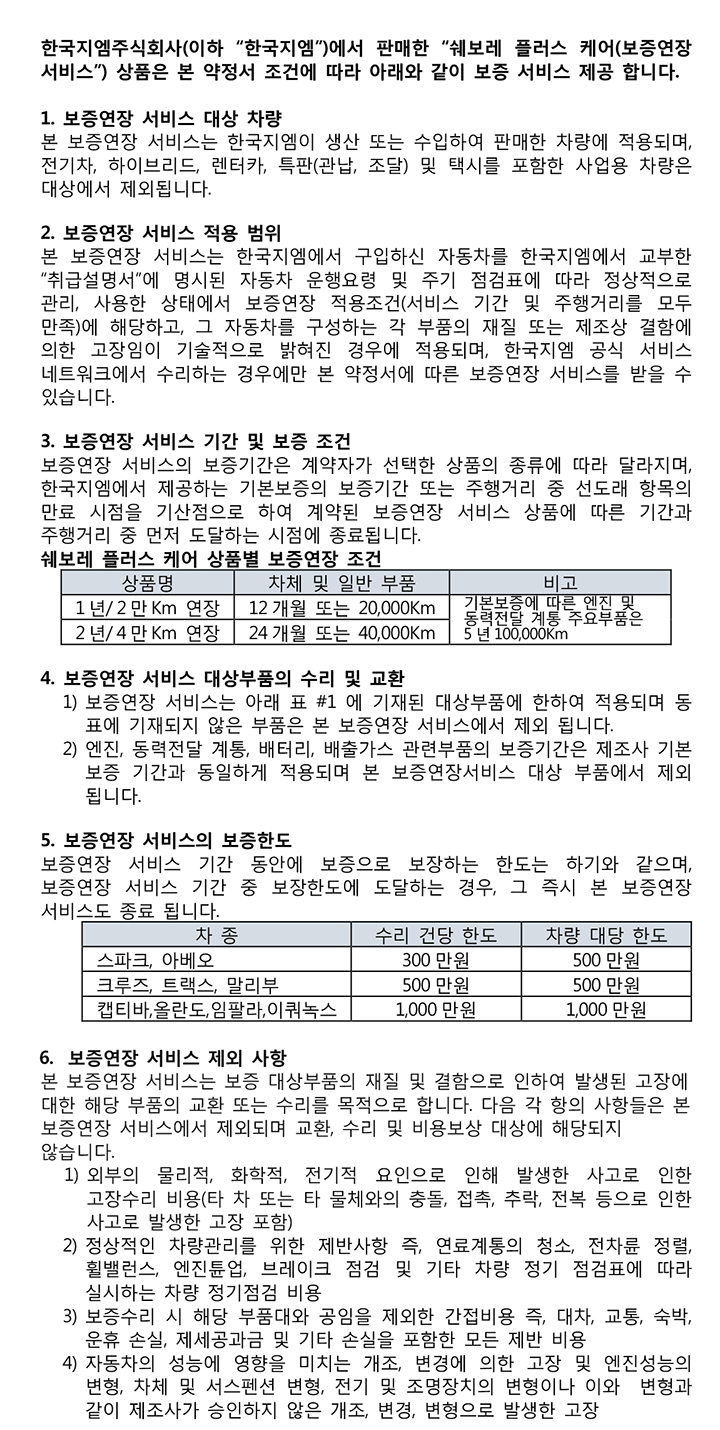 한국지엠주식회사(이하 “한국지엠”)에서 판매한 “쉐보레 플러스 케어(보증연장
서비스”) 상품은 본 약정서 조건에 따라 아래와 같이 보증 서비스 제공 합니다.
1. 보증연장 서비스 대상 차량
본 보증연장 서비스는 한국지엠이 생산 또는 수입하여 판매한 차량에 적용되며,
전기차, 하이브리드, 렌터카, 특판(관납, 조달) 및 택시를 포함한 사업용 차량은
대상에서 제외됩니다.
2. 보증연장 서비스 적용 범위
본 보증연장 서비스는 한국지엠에서 구입하신 자동차를 한국지엠에서 교부한
“취급설명서”에 명시된 자동차 운행요령 및 주기 점검표에 따라 정상적으로
관리, 사용한 상태에서 보증연장 적용조건(서비스 기간 및 주행거리를 모두
만족)에 해당하고, 그 자동차를 구성하는 각 부품의 재질 또는 제조상 결함에
의한 고장임이 기술적으로 밝혀진 경우에 적용되며, 한국지엠 공식 서비스
네트워크에서 수리하는 경우에만 본 약정서에 따른 보증연장 서비스를 받을 수
있습니다.
3. 보증연장 서비스 기간 및 보증 조건
보증연장 서비스의 보증기간은 계약자가 선택한 상품의 종류에 따라 달라지며,
한국지엠에서 제공하는 기본보증의 보증기간 또는 주행거리 중 선도래 항목의
만료 시점을 기산점으로 하여 계약된 보증연장 서비스 상품에 따른 기간과
주행거리 중 먼저 도달하는 시점에 종료됩니다.
쉐보레 플러스 케어 상품별 보증연장 조건
상품명 차체 및 일반 부품 비고
1년/ 2만Km 연장 12개월 또는 20,000Km 기본보증에 따른 엔진 및
동력전달 계통 주요부품은
2년/ 4만Km 연장 24개월 또는 40,000Km 5년 100,000Km
4. 보증연장 서비스 대상부품의 수리 및 교환
1) 보증연장 서비스는 아래 표 #1 에 기재된 대상부품에 한하여 적용되며 동
표에 기재되지 않은 부품은 본 보증연장 서비스에서 제외 됩니다.
2) 엔진, 동력전달 계통, 배터리, 배출가스 관련부품의 보증기간은 제조사 기본
보증 기간과 동일하게 적용되며 본 보증연장서비스 대상 부품에서 제외
됩니다.
5. 보증연장 서비스의 보증한도
보증연장 서비스 기간 동안에 보증으로 보장하는 한도는 하기와 같으며,
보증연장 서비스 기간 중 보장한도에 도달하는 경우, 그 즉시 본 보증연장
서비스도 종료 됩니다.
차 종 수리 건당 한도 차량 대당 한도
스파크, 아베오 300만원 500만원
크루즈, 트랙스, 말리부 500만원 500만원
캡티바,올란도,임팔라,이쿼녹스 1,000만원 1,000만원
6. 보증연장 서비스 제외 사항
본 보증연장 서비스는 보증 대상부품의 재질 및 결함으로 인하여 발생된 고장에
대한 해당 부품의 교환 또는 수리를 목적으로 합니다. 다음 각 항의 사항들은 본
보증연장 서비스에서 제외되며 교환, 수리 및 비용보상 대상에 해당되지
않습니다.
1) 외부의 물리적, 화학적, 전기적 요인으로 인해 발생한 사고로 인한
고장수리 비용(타 차 또는 타 물체와의 충돌, 접촉, 추락, 전복 등으로 인한
사고로 발생한 고장 포함)
2) 정상적인 차량관리를 위한 제반사항 즉, 연료계통의 청소, 전차륜 정렬,
휠밸런스, 엔진튠업, 브레이크 점검 및 기타 차량 정기 점검표에 따라
실시하는 차량 정기점검 비용
3) 보증수리 시 해당 부품대와 공임을 제외한 간접비용 즉, 대차, 교통, 숙박,
운휴 손실, 제세공과금 및 기타 손실을 포함한 모든 제반 비용
4) 자동차의 성능에 영향을 미치는 개조, 변경에 의한 고장 및 엔진성능의
변형, 차체 및 서스펜션 변형, 전기 및 조명장치의 변형이나 이와 변형과
같이 제조사가 승인하지 않은 개조, 변경, 변형으로 발생한 고장